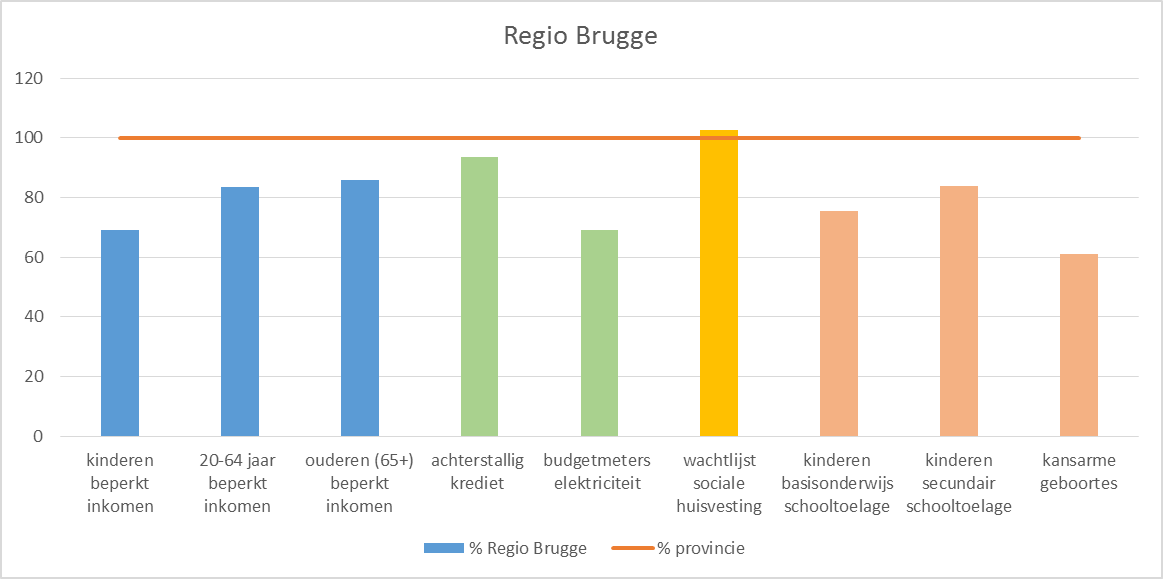 Regio Brugge
120
100
80
60
40
20
0
kinderen beperkt inkomen
20-64 jaar beperkt inkomen
ouderen (65+) beperkt inkomen
achterstallig krediet
budgetmeters elektriciteit
wachtlijst sociale huisvesting
kinderen basisonderwijs schooltoelage
kinderen secundair schooltoelage
kansarme geboortes
% Regio Brugge
% provincie